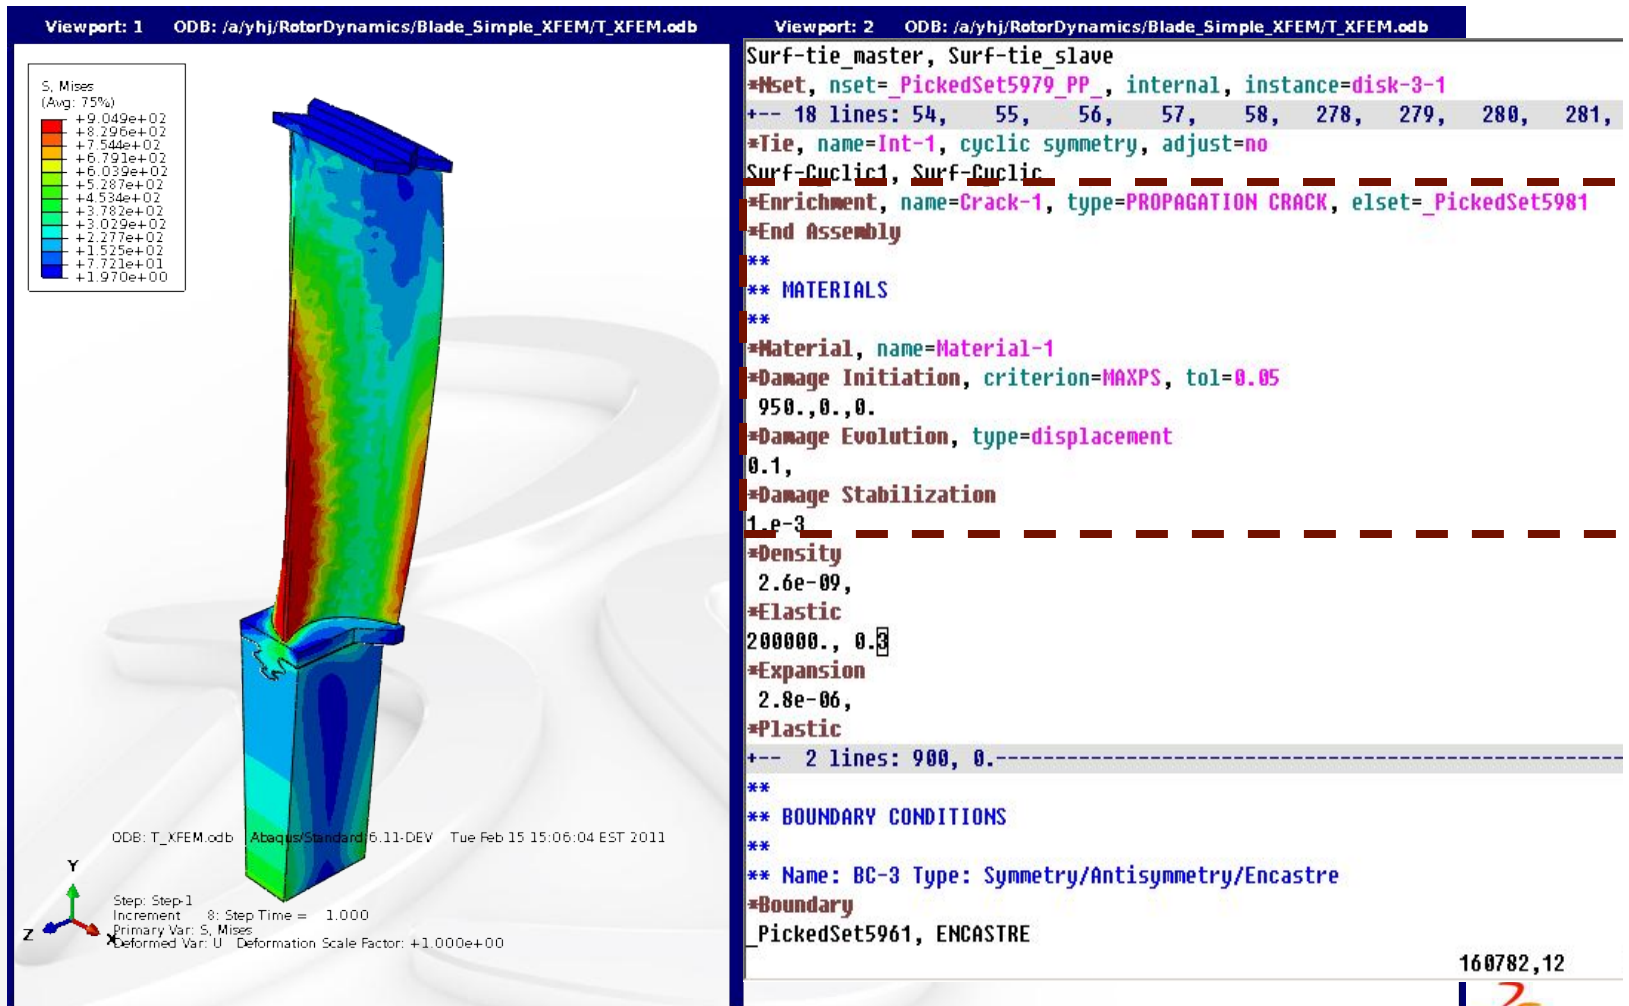 Viewport: 1    ODB: /a/yhj/RotorDynamics/Blade_Simple_XFEM/T_XFEM.odb
S, Mises
(Avg: 75%)
+9.049e+02
+8.296e+02
+7.544e+02
+6.791e+02
+6.039e+02
+5.287e+02
+4.534e+02
+3.782e+02
+3.029e+02
+2.277e+02
+1.525e+02
+7.721e+01
+1.970e+00
ODB: T_XFEM.odb    Abaqus/Standard 6.11-DEV    Tue Feb 15 15:06:04 EST 2011
Y
Z
X
Step: Step-1
Increment    8: Step Time =    1.000
Primary Var: S, Mises
Deformed Var: U   Deformation Scale Factor: +1.000e+00
Viewport: 2    ODB: /a/yhj/RotorDynamics/Blade_Simple_XFEM/T_XFEM.odb
Surf-tie_master, Surf-tie_slave
*Nset, nset=_PickedSet5979_PP_, internal, instance=disk-3-1
+-- 18 lines: 54,    55,    56,    57,    58,   278,   279,   280,   281,
*Tie, name=Int-1, cyclic symmetry, adjust=no
Surf-Cyclic1, Surf-Cyclic
*Enrichment, name=Crack-1, type=PROPAGATION CRACK, elset=_PickedSet5981
*End Assembly
**
** MATERIALS
**
*Material, name=Material-1
*Damage Initiation, criterion=MAXPS, tol=0.05
950.,0.,0.
*Damage Evolution, type=displacement
0.1,
*Damage Stabilization
1.e-3
*Density
2.6e-09,
*Elastic
200000., 0.3
*Expansion
2.8e-06,
*Plastic
+--  2 lines: 900, 0.------------------------------------------------------
**
** BOUNDARY CONDITIONS
**
** Name: BC-3 Type: Symmetry/Antisymmetry/Encastre
*Boundary
_PickedSet5961, ENCASTRE
160782,12